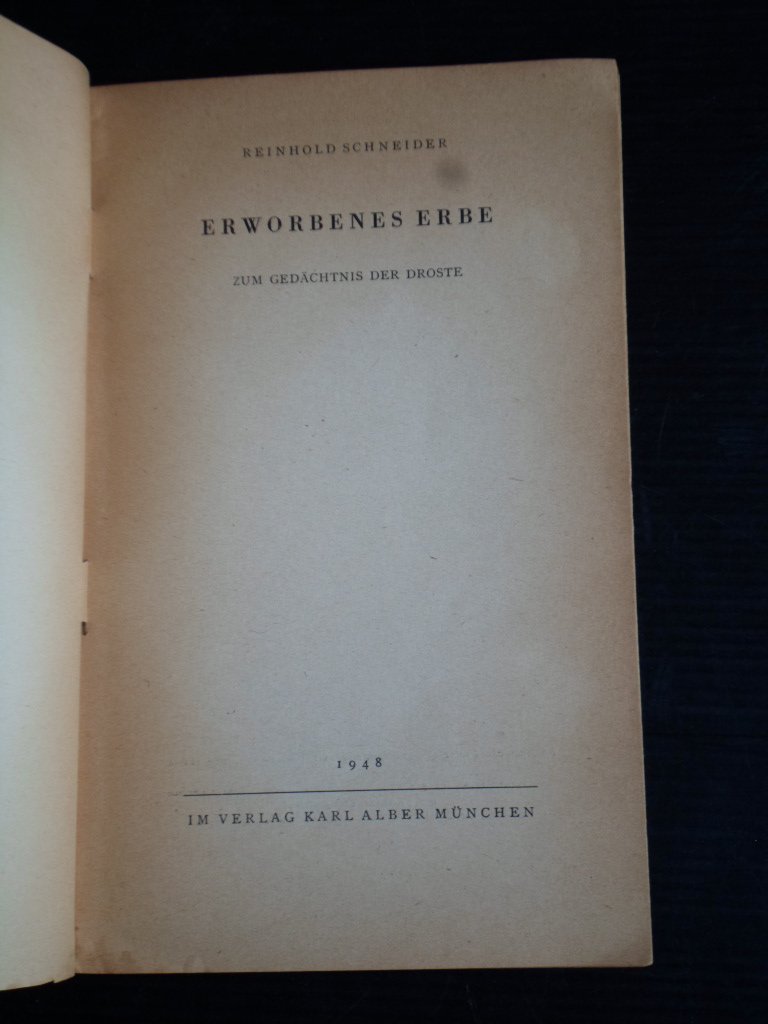 REINHOLD SCHNEIDER
ERWORBENES ERBE
ZUM GEDÄCHTNIS DER DROSTE
1948
IM VERLAG KARL ALBER MÜNCHEN